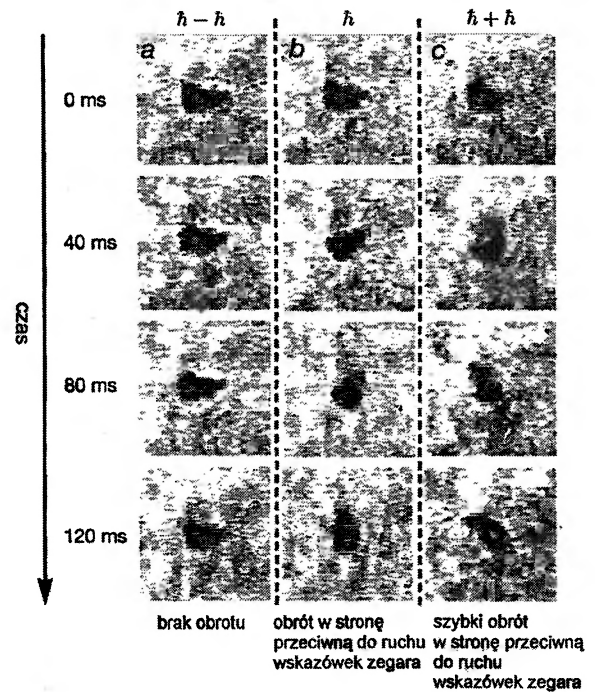 ħ − ħ ħ ħ + ħ
a b c
0 ms
40 ms
80 ms
120 ms
czas
brak obrotu
obrót w stronę
przeciwną do ruchu
wskazówek zegara
szybki obrót
w stronę przeciwną
do ruchu
wskazówek zegara